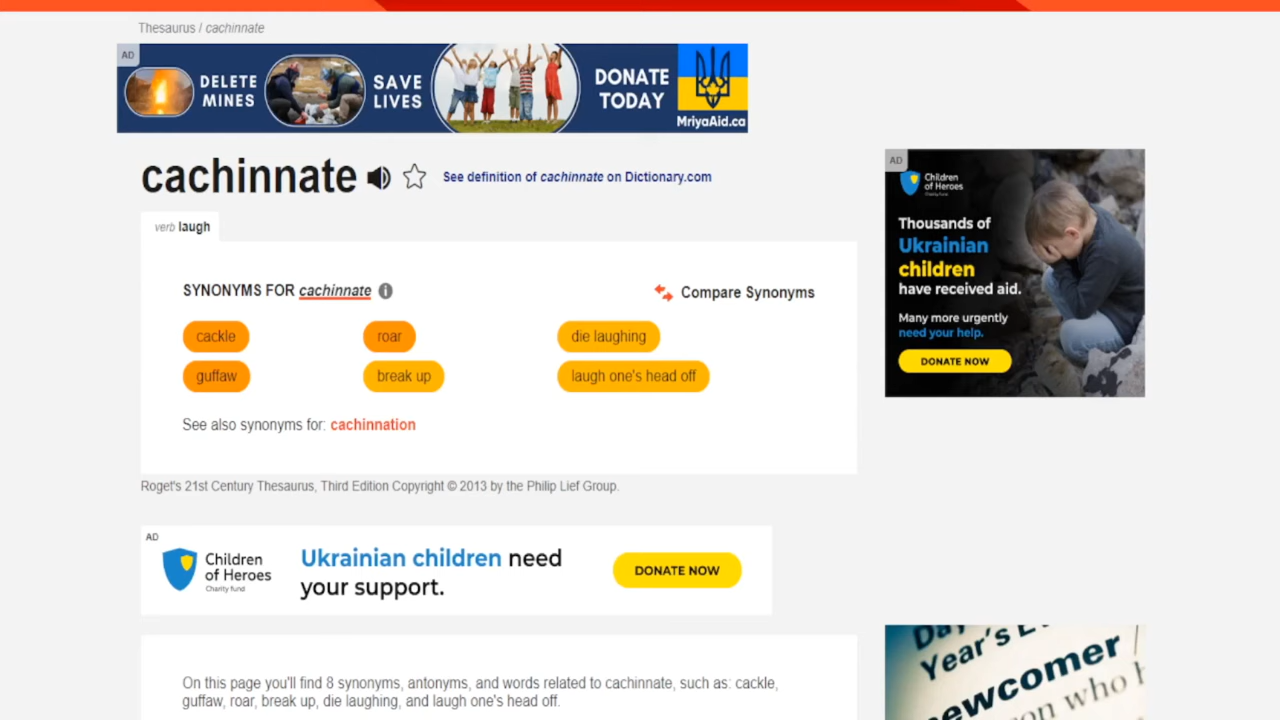 Thesaurus / cachinnate
AD
DELETE MINES
SAVE LIVES
DONATE TODAY
MriyaAid.ca
cachinnate
See definition of cachinnate on Dictionary.com
verb laugh
SYNONYMS FOR cachinnate
Compare Synonyms
cackle
roar
die laughing
guffaw
break up
laugh one's head off
See also synonyms for: cachinnation
Roget's 21st Century Thesaurus, Third Edition Copyright © 2013 by the Philip Lief Group.
AD
Children
of Heroes
Charity fund
Ukrainian children need
your support.
DONATE NOW
On this page you'll find 8 synonyms, antonyms, and words related to cachinnate, such as: cackle,
guffaw, roar, break up, die laughing, and laugh one's head off.
AD
Children
of Heroes
Thousands of
Ukrainian
children
have received aid.
Many more urgently
need your help.
DONATE NOW
Year's
newcomer
on who